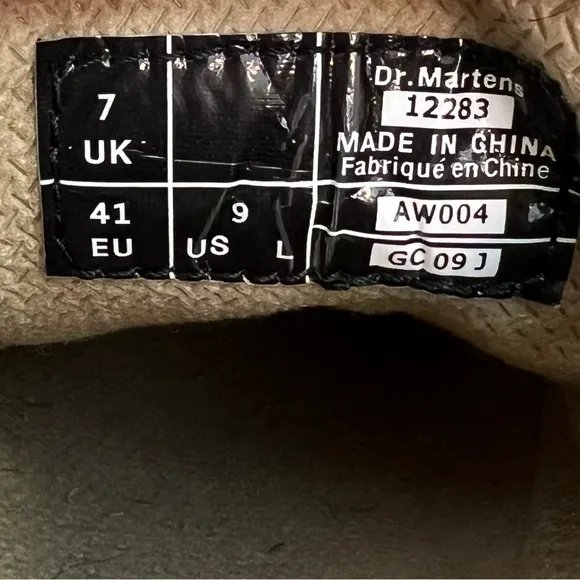 7
UK
41
EU
9
US L
Dr.Martens
12283
MADE IN CHINA
Fabriqué en Chine
AW004
GC 09 J